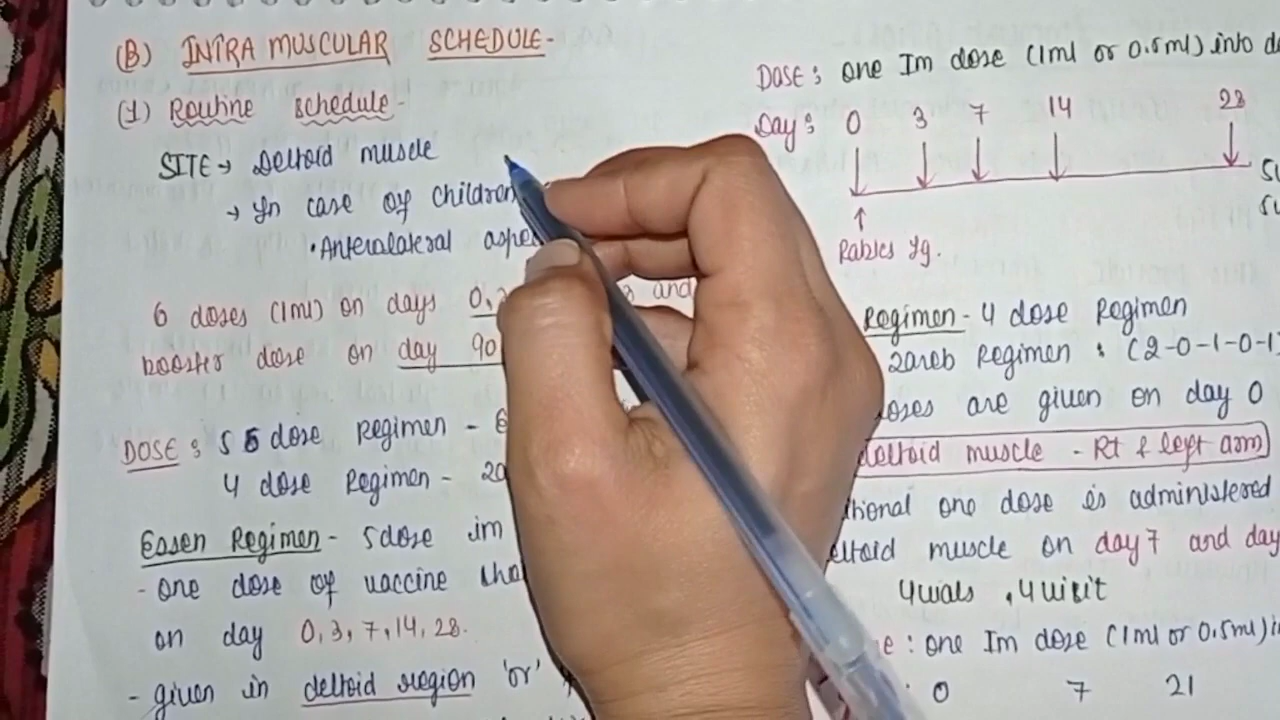 (B) INTRA MUSCULAR SCHEDULE-
(1) Routine schedule-
SITE → Deltoid muscle
→ In case of children
• Anterolateral
6 doses (1ml) on days 0, and
booster dose on day 90
DOSE : 5 dose Regimen -
4 dose Regimen -
Essen Regimen - 5dose im
- One dose of vaccine
on day 0, 3, 7, 14, 28.
- given in deltoid region 'or'
DOSE : One Im dose (1ml or 0.5ml) into
Day : 0 3 7 14 28
↑
Rabies Ig.
Regimen - 4 dose Regimen
Zareb Regimen : (2-0-1-0-1
are given on day 0
deltoid muscle - Rt & left arm
one dose is administered
muscle on day 7 and day
4 vials , 4 visit
: One Im dose (1ml or 0.5ml)
0 7 21